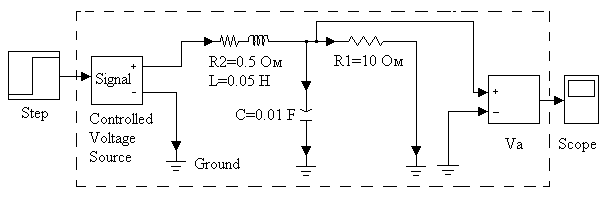 Step
Signal
+
−
Controlled
Voltage
Source
Ground
R2=0.5 Ом
L=0.05 H
C=0.01 F
R1=10 Ом
+
−
Va
Scope